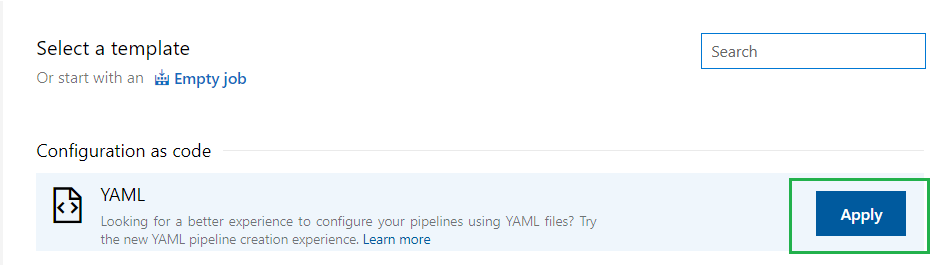 Select a template
Search
Or start with an Empty job
Configuration as code
YAML
Looking for a better experience to configure your pipelines using YAML files? Try
the new YAML pipeline creation experience. Learn more
Apply